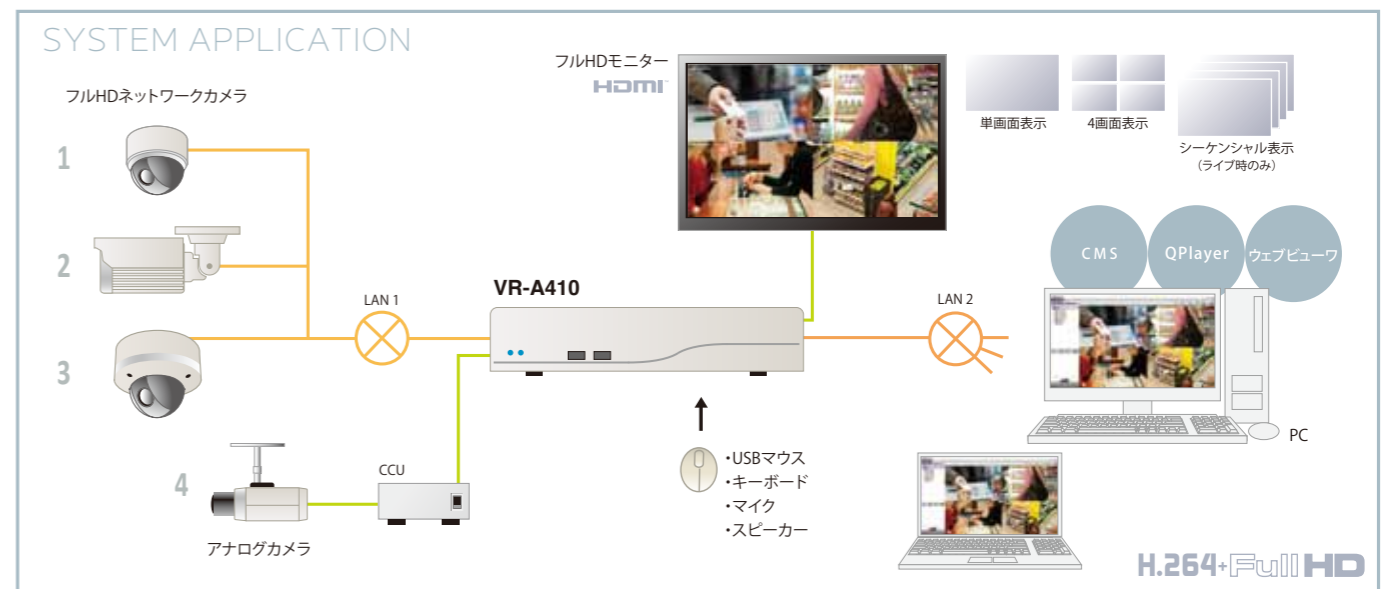 SYSTEM APPLICATION
フルHDネットワークカメラ
1
2
3
4
アナログカメラ
CCU
LAN 1
VR-A410
フルHDモニター
HDMI
単画面表示
4画面表示
シーケンシャル表示
(ライブ時のみ)
LAN 2
CMS
QPlayer
ウェブビューワ
PC
・USBマウス
・キーボード
・マイク
・スピーカー
H.264+Full HD